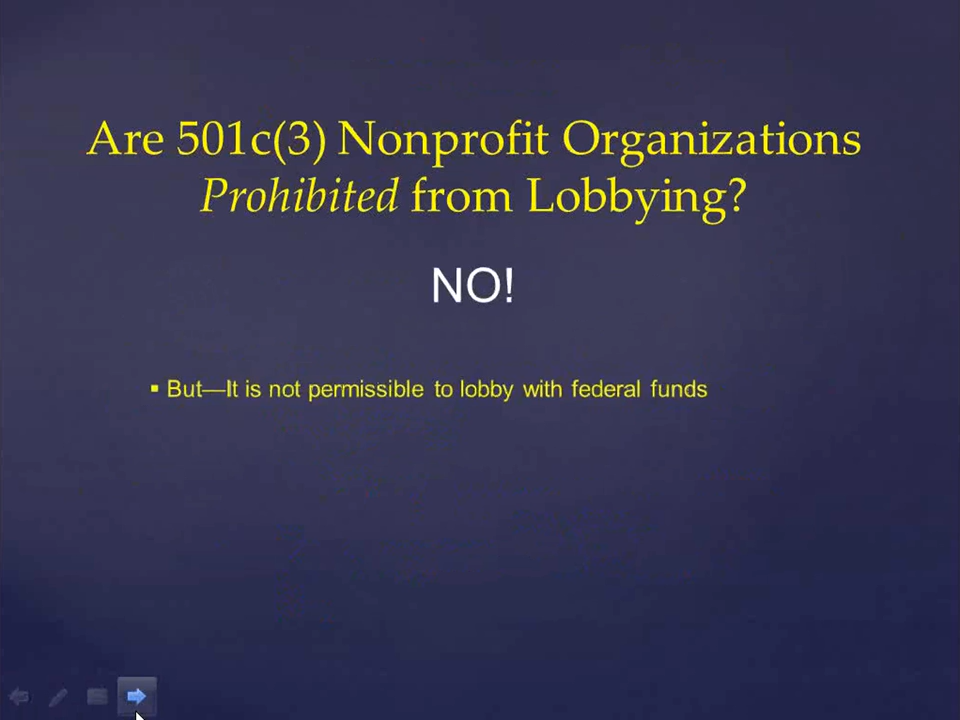 Are 501c(3) Nonprofit Organizations
Prohibited from Lobbying?
NO!
▪ But—It is not permissible to lobby with federal funds